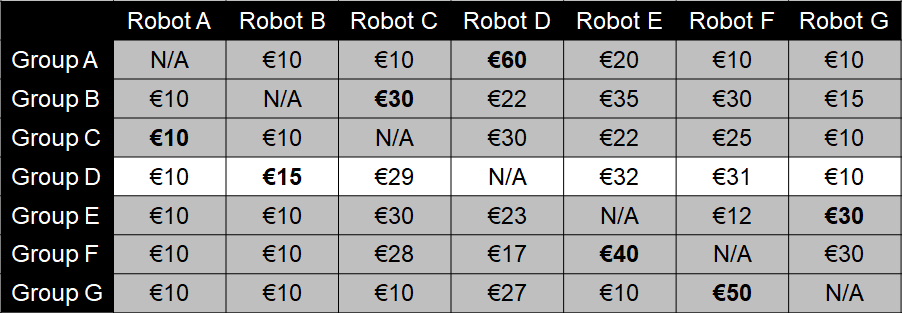 Robot A Robot B Robot C Robot D Robot E Robot F Robot G
Group A N/A €10 €10 €60 €20 €10 €10
Group B €10 N/A €30 €22 €35 €30 €15
Group C €10 €10 N/A €30 €22 €25 €10
Group D €10 €15 €29 N/A €32 €31 €10
Group E €10 €10 €30 €23 N/A €12 €30
Group F €10 €10 €28 €17 €40 N/A €30
Group G €10 €10 €10 €27 €10 €50 N/A